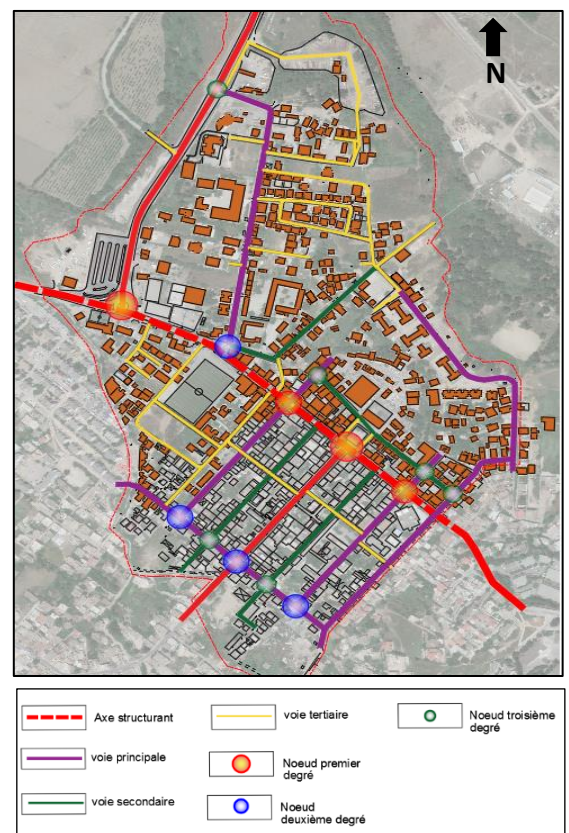 N
Axe structurant
voie tertiaire
Noeud troisième
degré
voie principale
Noeud premier
degré
voie secondaire
Noeud
deuxième degré